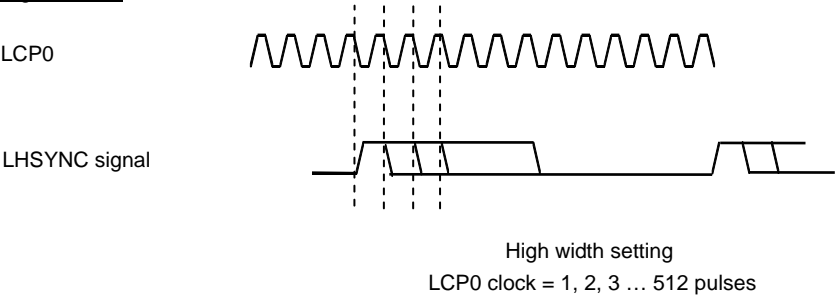 LCP0
LHSYNC signal
High width setting
LCP0 clock = 1, 2, 3 … 512 pulses